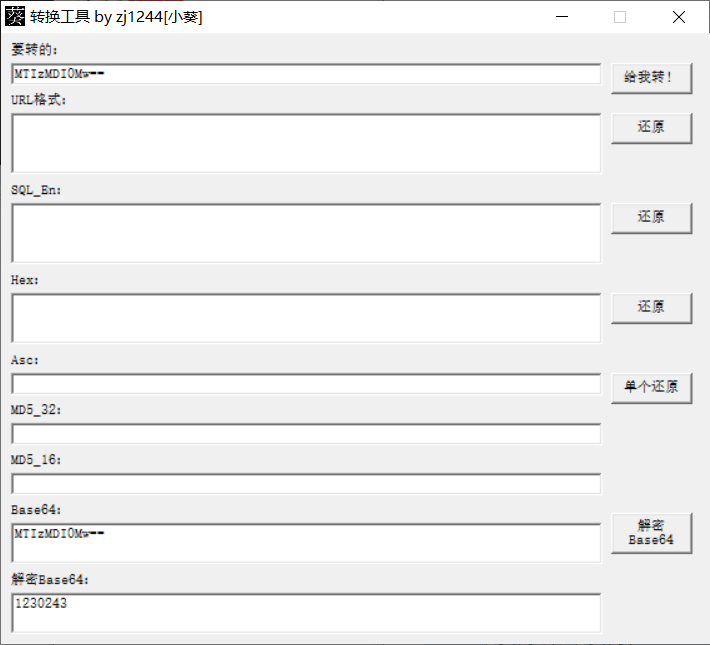 葵 转换工具 by zj1244[小葵]
要转的:
MTIzMDI0Mw==
给我转!
URL格式:
还原
SQL_En:
还原
Hex:
还原
Asc:
单个还原
MD5_32:
MD5_16:
Base64:
MTIzMDI0Mw==
解密
Base64
解密Base64:
1230243